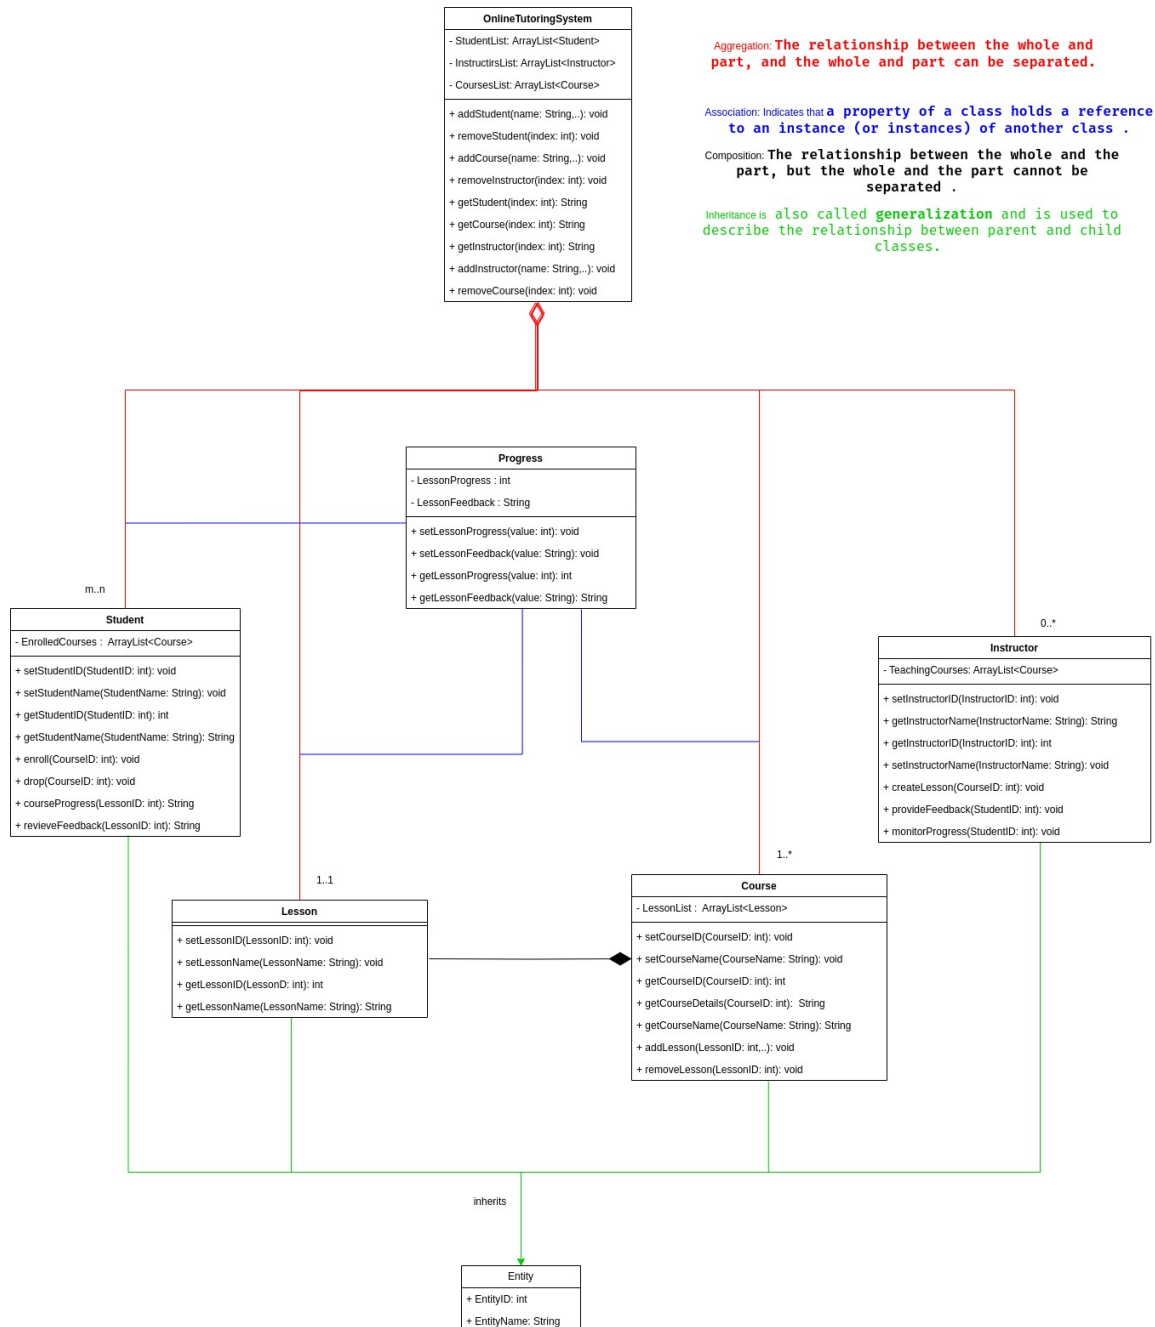 OnlineTutoringSystem
- StudentList: ArrayList<Student>
- InstructirsList: ArrayList<Instructor>
- CoursesList: ArrayList<Course>
+ addStudent(name: String,..): void
+ removeStudent(index: int): void
+ addCourse(name: String,..): void
+ removeInstructor(index: int): void
+ getStudent(index: int): String
+ getCourse(index: int): String
+ getInstructor(index: int): String
+ addInstructor(name: String,..): void
+ removeCourse(index: int): void
Aggregation: The relationship between the whole and
part, and the whole and part can be separated.
Association: Indicates that a property of a class holds a reference
to an instance (or instances) of another class .
Composition: The relationship between the whole and the
part, but the whole and the part cannot be
separated .
Inheritance is also called generalization and is used to
describe the relationship between parent and child
classes.
Progress
- LessonProgress : int
- LessonFeedback : String
+ setLessonProgress(value: int): void
+ setLessonFeedback(value: String): void
+ getLessonProgress(value: int): int
+ getLessonFeedback(value: String): String
m..n
Student
- EnrolledCourses :  ArrayList<Course>
+ setStudentID(StudentID: int): void
+ setStudentName(StudentName: String): void
+ getStudentID(StudentID: int): int
+ getStudentName(StudentName: String): String
+ enroll(CourseID: int): void
+ drop(CourseID: int): void
+ courseProgress(LessonID: int): String
+ revieveFeedback(LessonID: int): String
0..*
Instructor
- TeachingCourses: ArrayList<Course>
+ setInstructorID(InstructorID: int): void
+ getInstructorName(InstructorName: String): String
+ getInstructorID(InstructorID: int): int
+ setInstructorName(InstructorName: String): void
+ createLesson(CourseID: int): void
+ provideFeedback(StudentID: int): void
+ monitorProgress(StudentID: int): void
1..1
Lesson
+ setLessonID(LessonID: int): void
+ setLessonName(LessonName: String): void
+ getLessonID(LessonD: int): int
+ getLessonName(LessonName: String): String
1..*
Course
- LessonList :  ArrayList<Lesson>
+ setCourseID(CourseID: int): void
+ setCourseName(CourseName: String): void
+ getCourseID(CourseID: int): int
+ getCourseDetails(CourseID: int):  String
+ getCourseName(CourseName: String): String
+ addLesson(LessonID: int,..): void
+ removeLesson(LessonID: int): void
inherits
Entity
+ EntityID: int
+ EntityName: String